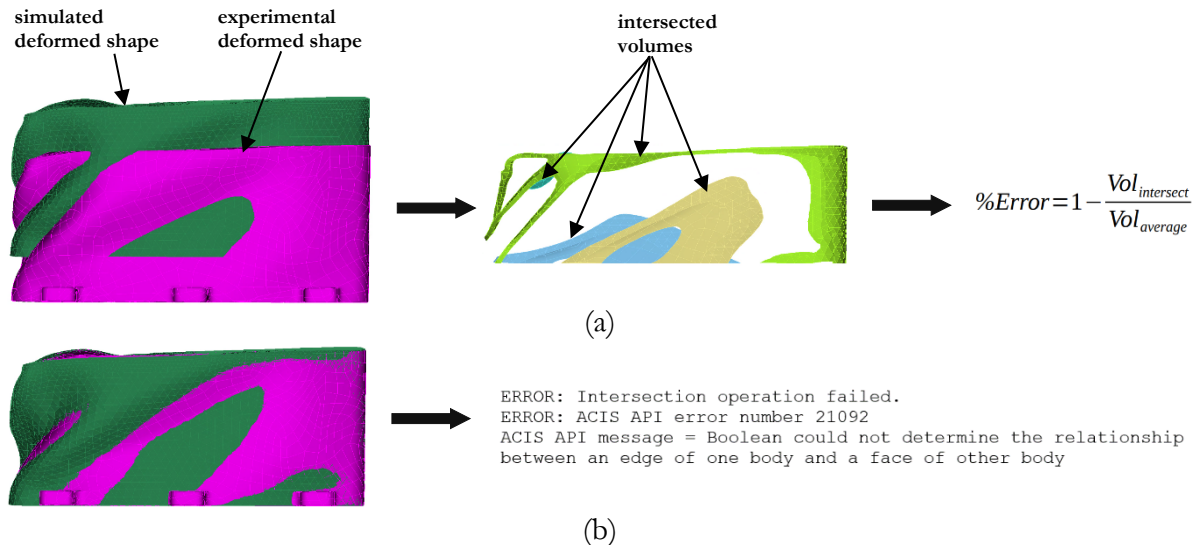 simulated
deformed shape
experimental
deformed shape
intersected
volumes
%Error=1−Vol_intersect/Vol_average
(a)
ERROR: Intersection operation failed.
ERROR: ACIS API error number 21092
ACIS API message = Boolean could not determine the relationship
between an edge of one body and a face of other body
(b)